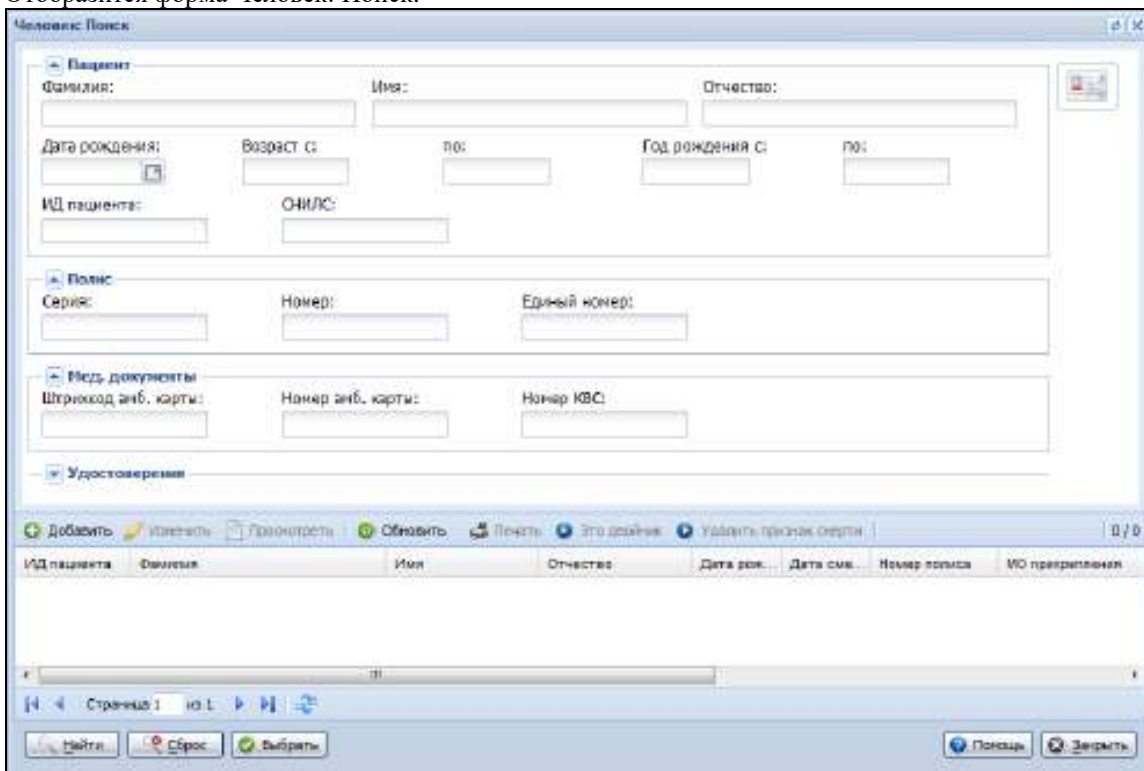 Отобразится форма Человек: Поиск.
Человек: Поиск
Пациент
Фамилия: Имя: Отчество:
Дата рождения: Возраст с: по: Год рождения с: по:
ИД пациента: СНИЛС:
Полис
Серия: Номер: Единый номер:
Мед. документы
Штрихкод амб. карты: Номер амб. карты: Номер КВС:
Удостоверения
Добавить Изменить Просмотреть Обновить Печать Это двойник Удалить признак смерти 0 / 0
ИД пациента Фамилия Имя Отчество Дата рож... Дата сме... Номер полиса МО прикрепления
Страница 1 из 1
Найти Сброс Выбрать Помощь Закрыть